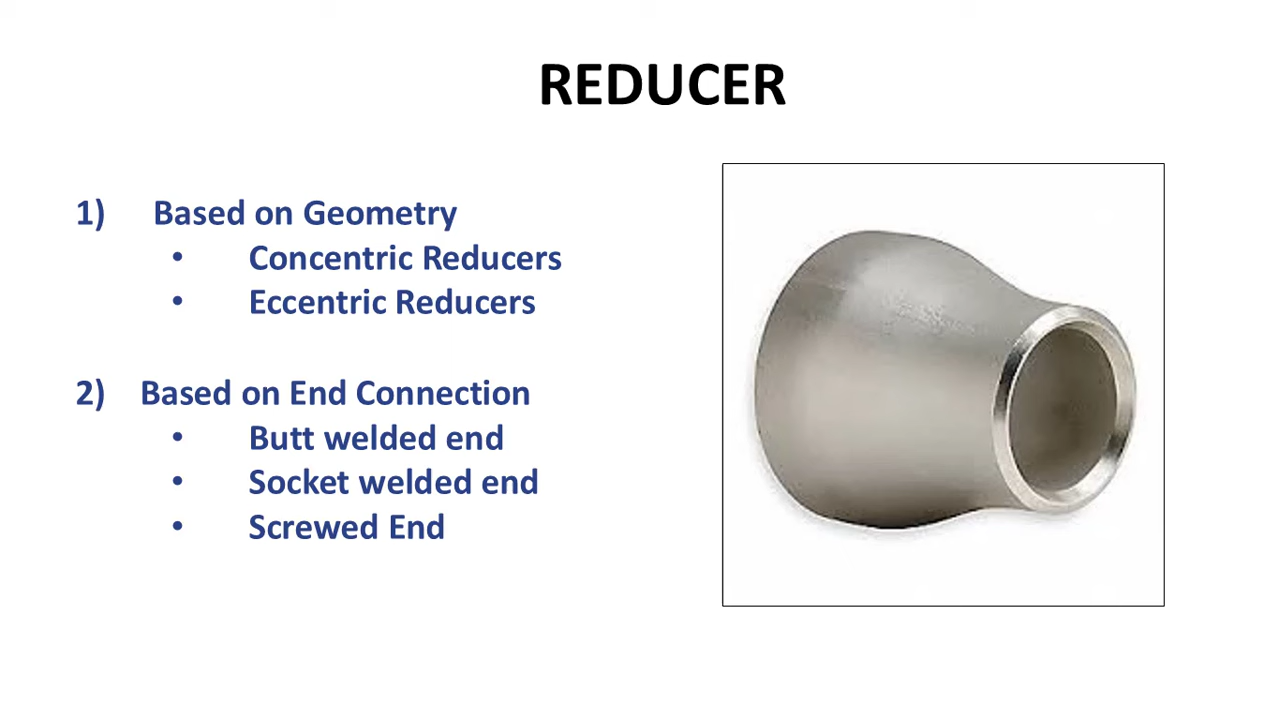 REDUCER
1) Based on Geometry
• Concentric Reducers
• Eccentric Reducers
2) Based on End Connection
• Butt welded end
• Socket welded end
• Screwed End